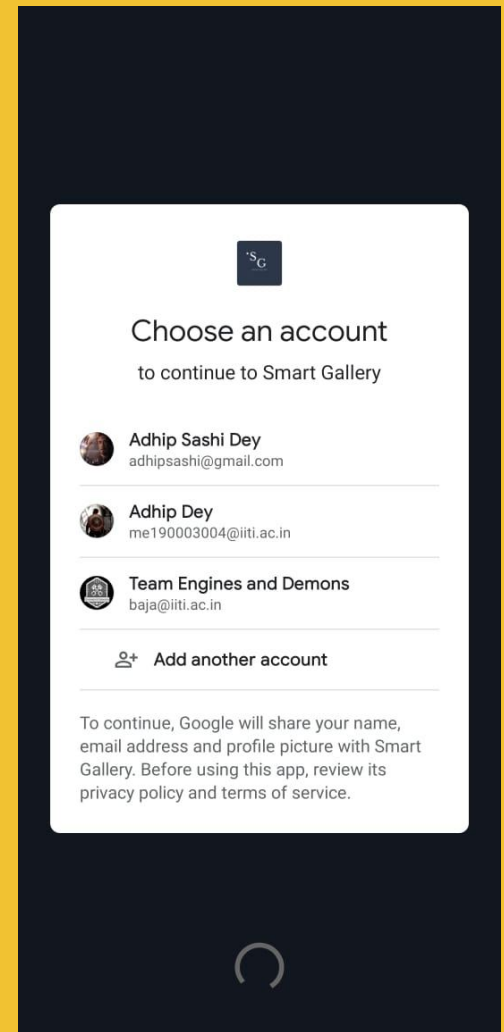 SG
Choose an account
to continue to Smart Gallery
Adhip Sashi Dey
adhipsashi@gmail.com
Adhip Dey
me190003004@iiti.ac.in
Team Engines and Demons
baja@iiti.ac.in
Add another account
To continue, Google will share your name,
email address and profile picture with Smart
Gallery. Before using this app, review its
privacy policy and terms of service.